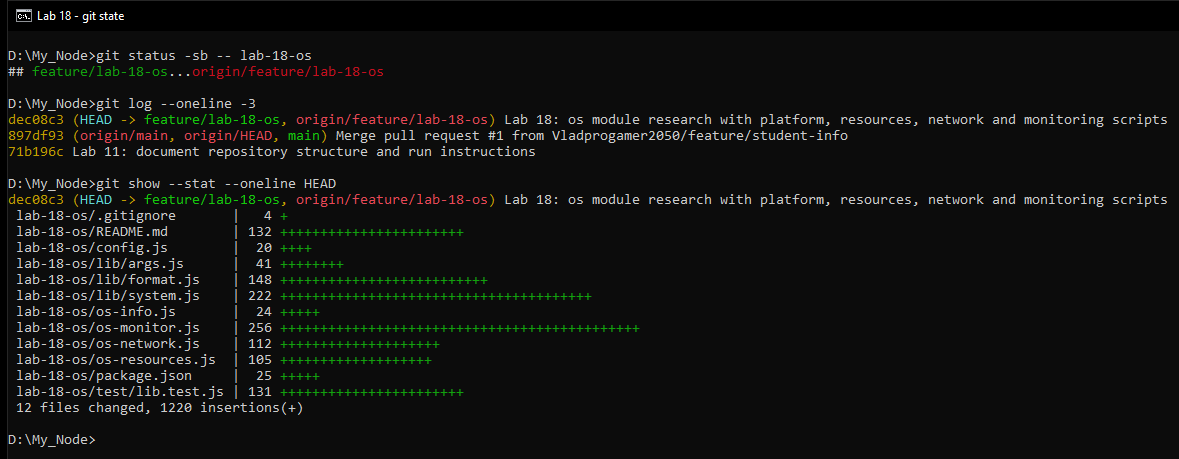 Lab 18 - git state
D:\My_Node>git status -sb -- lab-18-os
## feature/lab-18-os...origin/feature/lab-18-os
D:\My_Node>git log --oneline -3
dec08c3 (HEAD -> feature/lab-18-os, origin/feature/lab-18-os) Lab 18: os module research with platform, resources, network and monitoring scripts
897df93 (origin/main, origin/HEAD, main) Merge pull request #1 from Vladprogamer2050/feature/student-info
71b196c Lab 11: document repository structure and run instructions
D:\My_Node>git show --stat --oneline HEAD
dec08c3 (HEAD -> feature/lab-18-os, origin/feature/lab-18-os) Lab 18: os module research with platform, resources, network and monitoring scripts
lab-18-os/.gitignore | 4 +
lab-18-os/README.md | 132 +++++++++++++++++++++++
lab-18-os/config.js | 20 ++++
lab-18-os/lib/args.js | 41 ++++++++
lab-18-os/lib/format.js | 148 ++++++++++++++++++++++++++
lab-18-os/lib/system.js | 222 +++++++++++++++++++++++++++++++++++++++
lab-18-os/os-info.js | 24 +++++
lab-18-os/os-monitor.js | 256 +++++++++++++++++++++++++++++++++++++++++++++
lab-18-os/os-network.js | 112 ++++++++++++++++++++
lab-18-os/os-resources.js | 105 +++++++++++++++++++
lab-18-os/package.json | 25 +++++
lab-18-os/test/lib.test.js | 131 +++++++++++++++++++++++
12 files changed, 1220 insertions(+)
D:\My_Node>